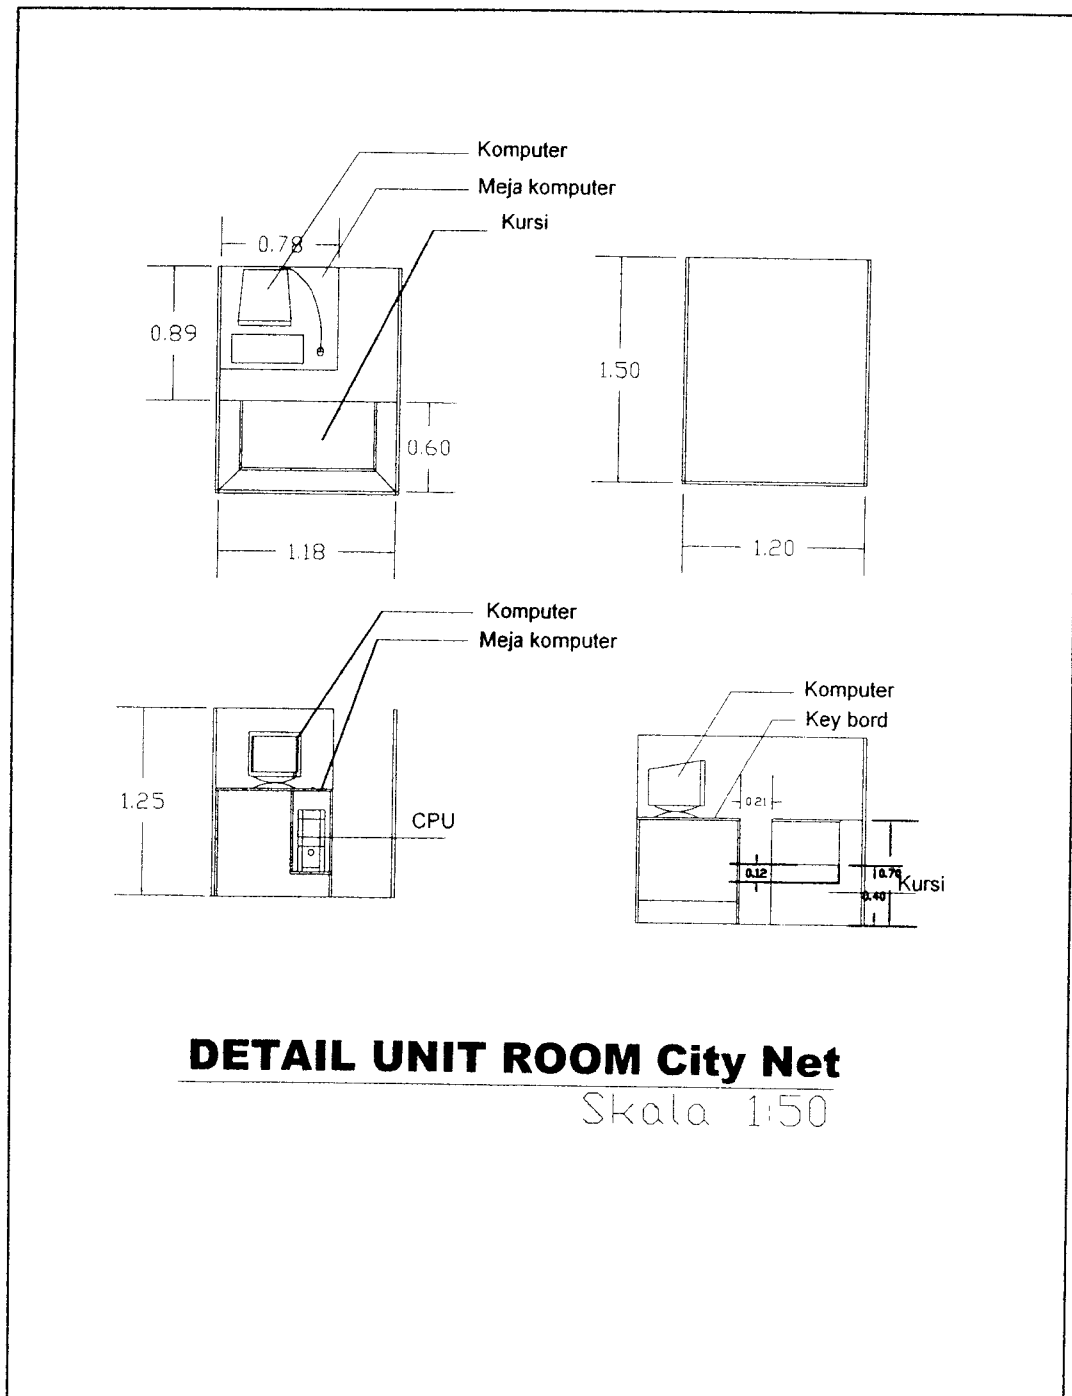 Komputer
Meja komputer
Kursi
0.78
0.89
1.50
0.60
1.18
1.20
Komputer
Meja komputer
Komputer
Key bord
1.25
0.21
CPU
0.12
0.70
Kursi
0.40
DETAIL UNIT ROOM City Net
Skala 1:50